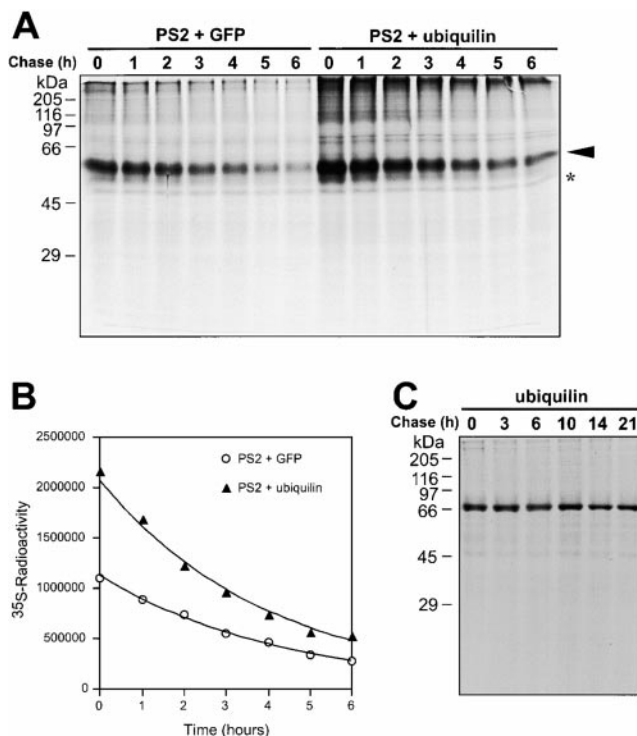 A
PS2 + GFP PS2 + ubiquilin
Chase (h) 0 1 2 3 4 5 6 0 1 2 3 4 5 6
kDa
205
116
97
66
*
45
29
B
2500000
2000000
1500000
1000000
500000
0
35S-Radioactivity
PS2 + GFP
PS2 + ubiquilin
0 1 2 3 4 5 6
Time (hours)
C
ubiquilin
Chase (h) 0 3 6 10 14 21
kDa
205
116
97
66
45
29